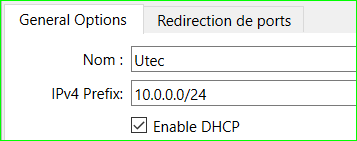 General Options Redirection de ports
Nom : Utec
IPv4 Prefix: 10.0.0.0/24
Enable DHCP